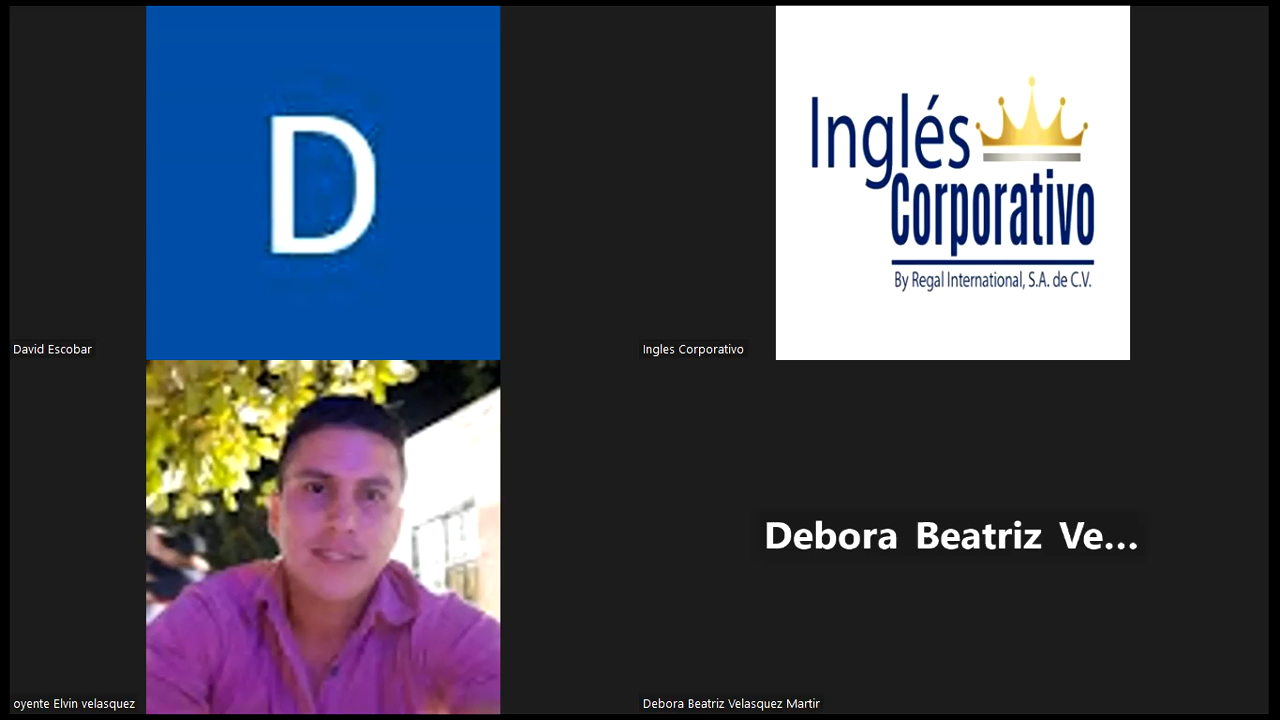 D
Inglés
Corporativo
By Regal International, S.A. de C.V.
David Escobar
Ingles Corporativo
Debora Beatriz Ve...
oyente Elvin velasquez
Debora Beatriz Velasquez Martir